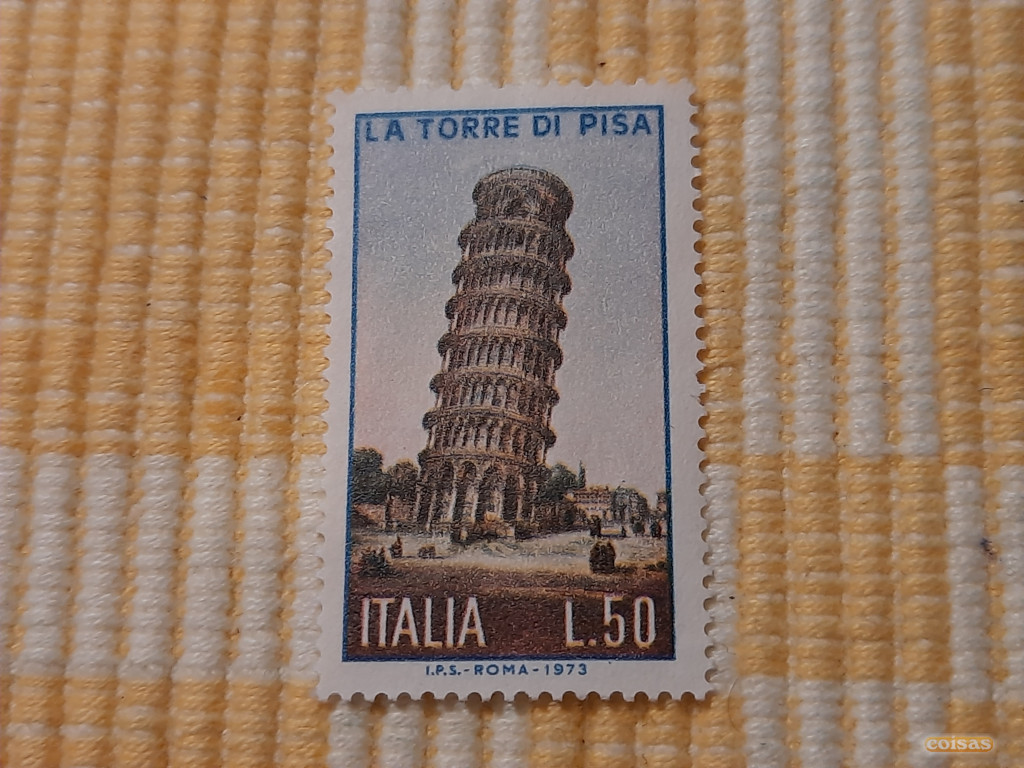 LA TORRE DI PISA
ITALIA L.50
I.P.S.-ROMA-1973
coisas